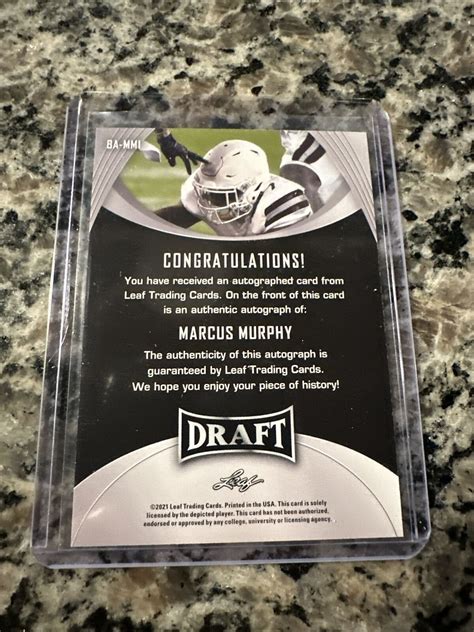 BA-MM1
CONGRATULATIONS!
You have received an autographed card from
Leaf Trading Cards. On the front of this card
is an authentic autograph of:
MARCUS MURPHY
The authenticity of this autograph is
guaranteed by Leaf Trading Cards.
We hope you enjoy your piece of history!
DRAFT
Leaf
©2021 Leaf Trading Cards. Printed in the USA. This card is solely
licensed by the depicted player. This card has not been authorized,
endorsed or approved by any college, university or licensing agency.